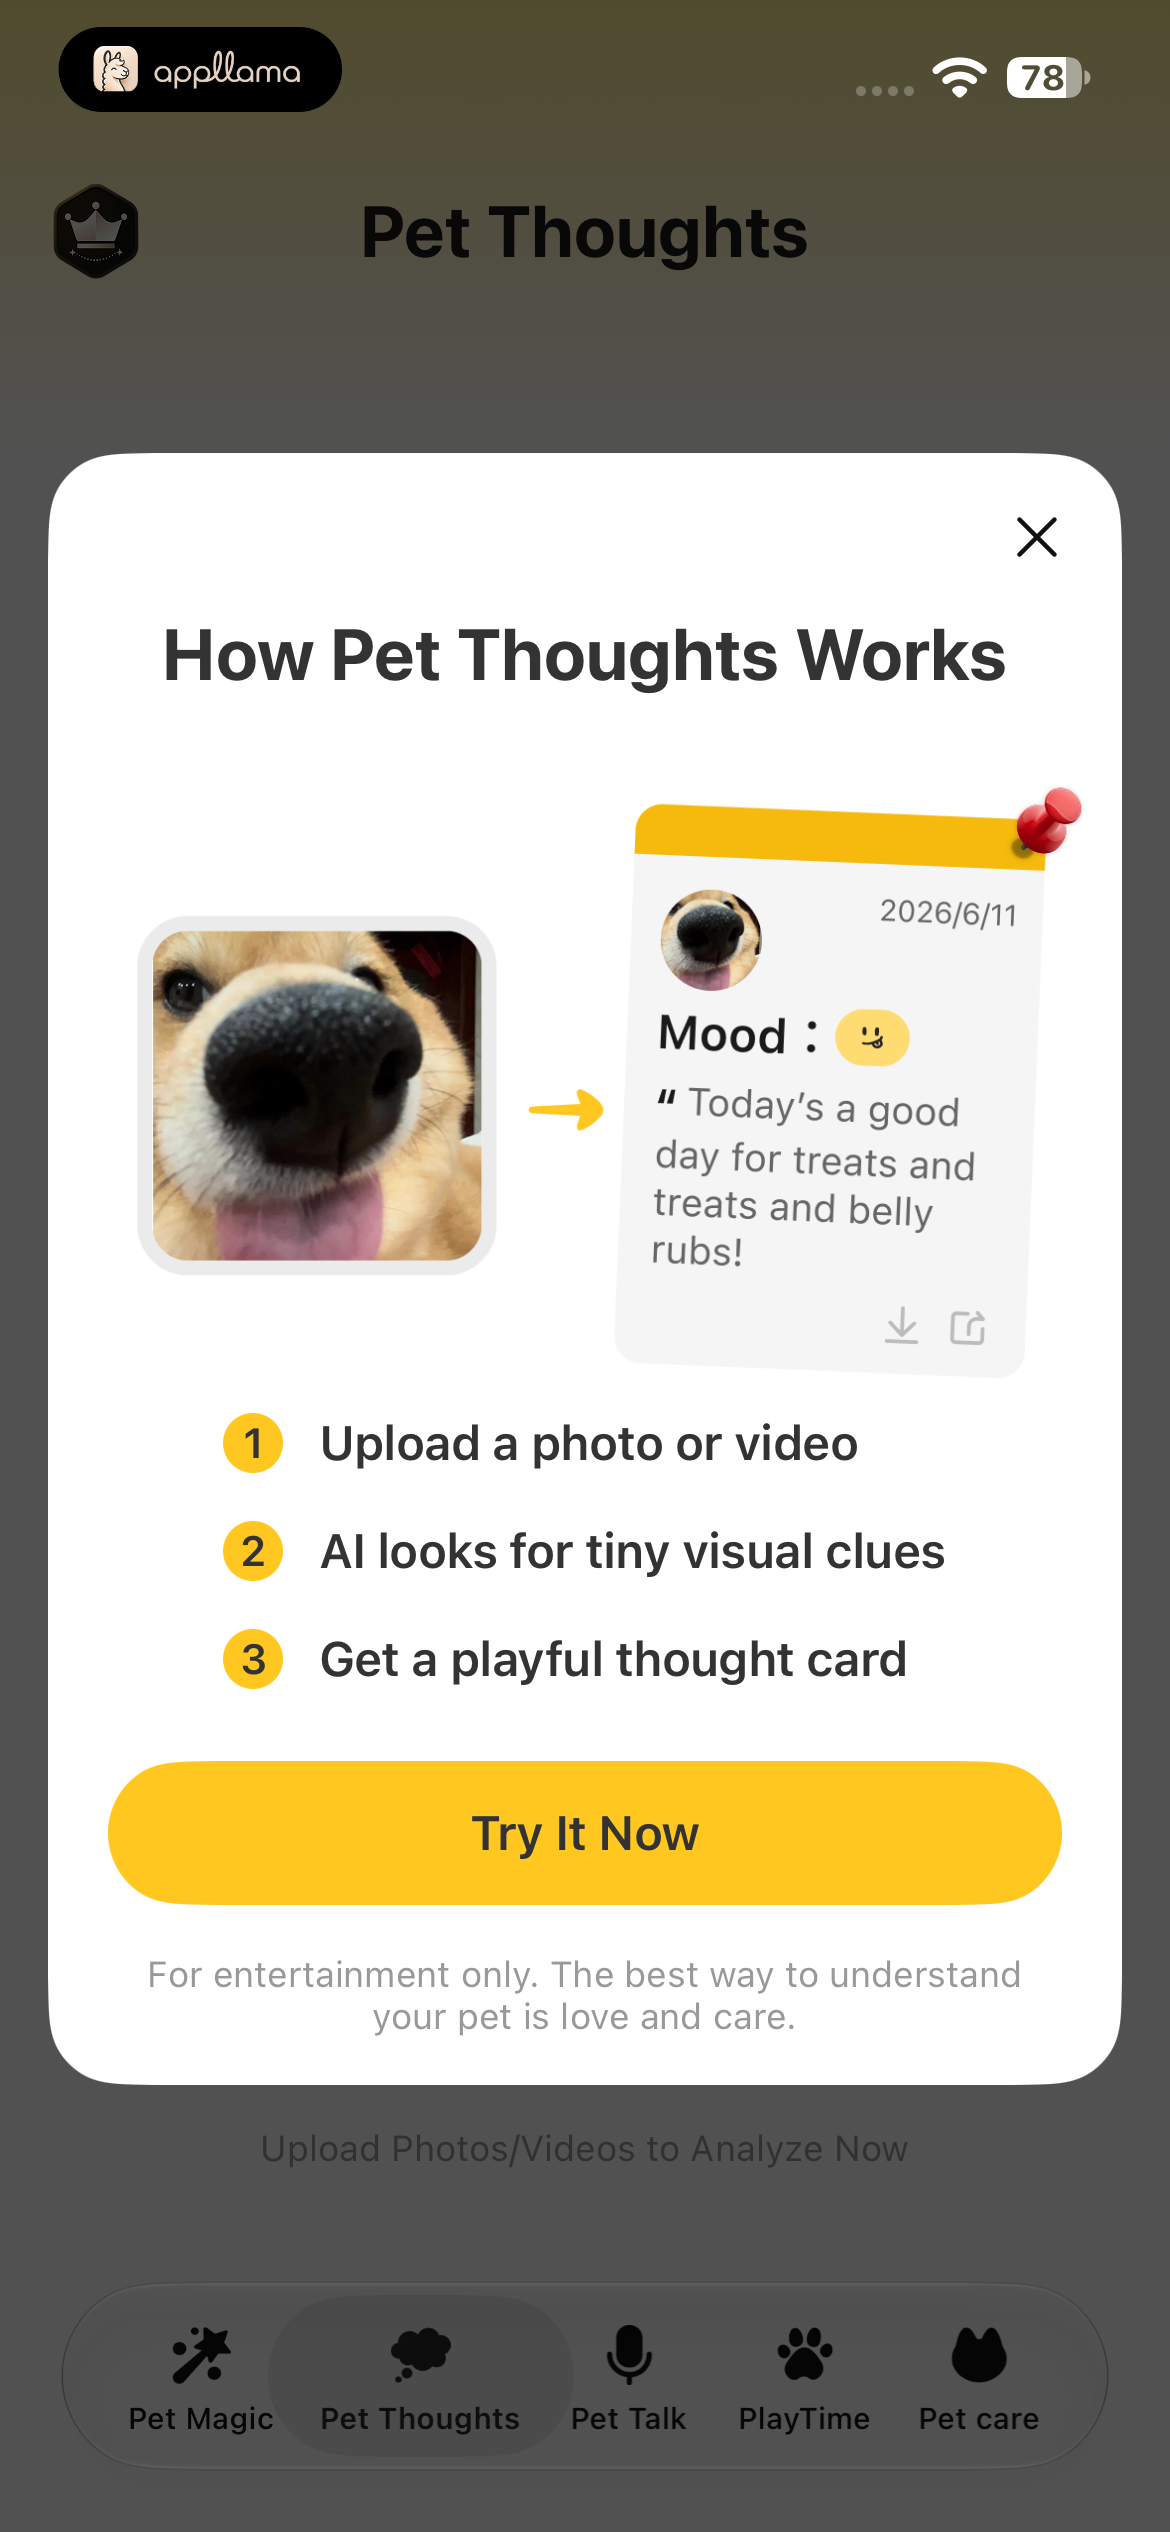 appllama
78
Pet Thoughts
How Pet Thoughts Works
2026/6/11
Mood :
“ Today’s a good
day for treats and
treats and belly
rubs!
1 Upload a photo or video
2 AI looks for tiny visual clues
3 Get a playful thought card
Try It Now
For entertainment only. The best way to understand
your pet is love and care.
Upload Photos/Videos to Analyze Now
Pet Magic Pet Thoughts Pet Talk PlayTime Pet care